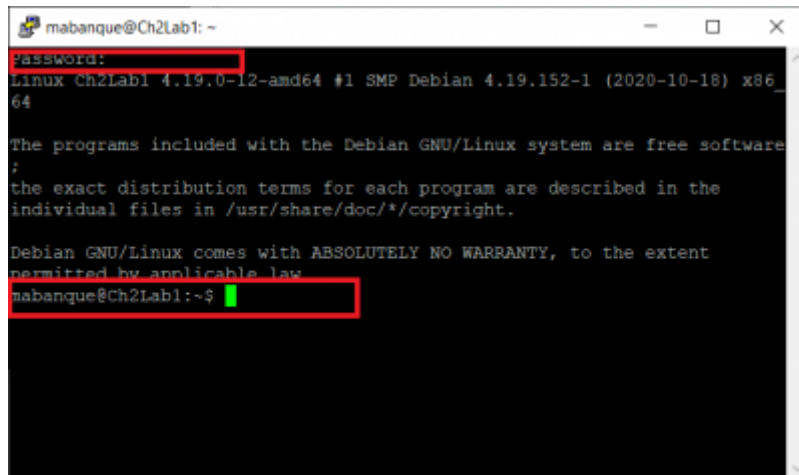 mabanque@Ch2Lab1: ~
Password:
Linux Ch2Lab1 4.19.0-12-amd64 #1 SMP Debian 4.19.152-1 (2020-10-18) x86_
64
The programs included with the Debian GNU/Linux system are free software
;
the exact distribution terms for each program are described in the
individual files in /usr/share/doc/*/copyright.
Debian GNU/Linux comes with ABSOLUTELY NO WARRANTY, to the extent
permitted by applicable law
mabanque@Ch2Lab1:~$